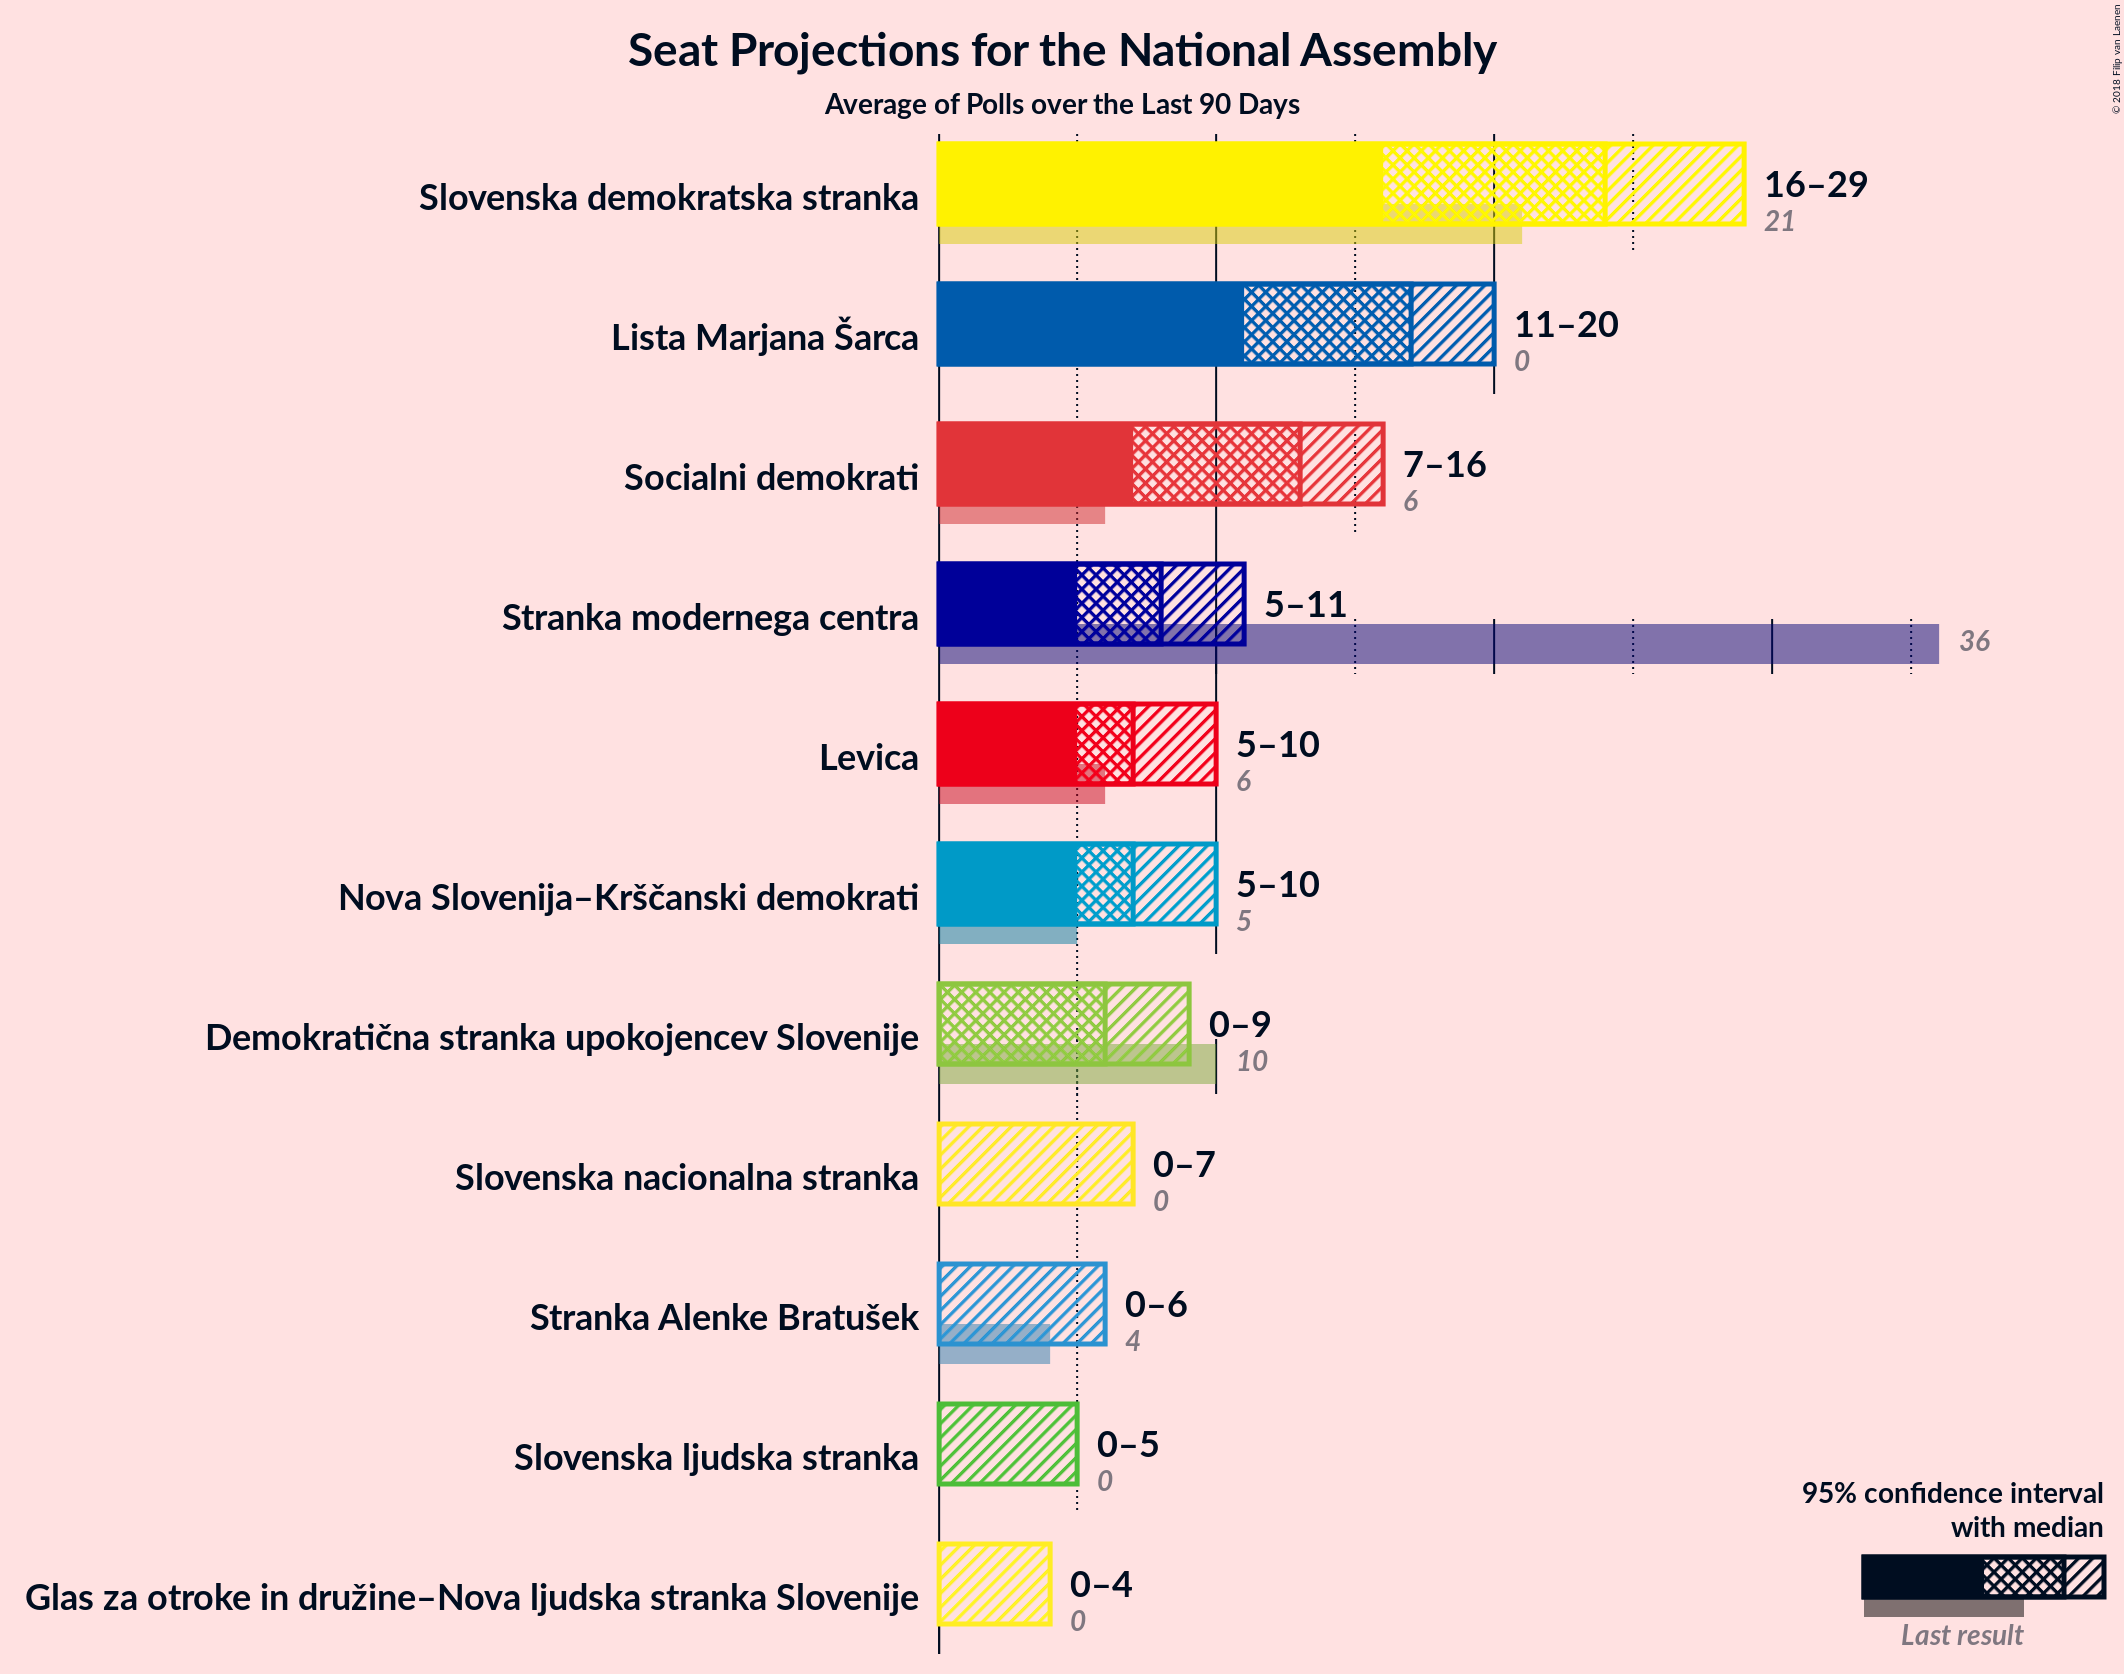 Seat Projections for the National Assembly
Average of Polls over the Last 90 Days
© 2018 Filip van Laenen
Slovenska demokratska stranka
16–29
21
Lista Marjana Šarca
11–20
0
Socialni demokrati
7–16
6
Stranka modernega centra
5–11
36
Levica
5–10
6
Nova Slovenija–Krščanski demokrati
5–10
5
Demokratična stranka upokojencev Slovenije
0–9
10
Slovenska nacionalna stranka
0–7
0
Stranka Alenke Bratušek
0–6
4
Slovenska ljudska stranka
0–5
0
Glas za otroke in družine–Nova ljudska stranka Slovenije
0–4
0
95% confidence interval
with median
Last result